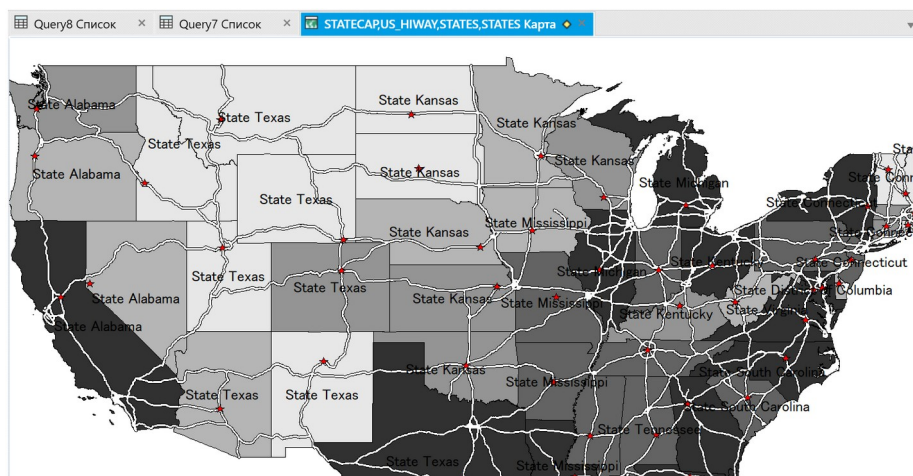 Query8 Список
Query7 Список
STATECAP,US_HIWAY,STATES,STATES Карта
State Alabama
State Texas
State Kansas
State Texas
State Kansas
State Kansas
State Alabama
State Kansas
State Michigan
State Texas
State Connecticut
State Kansas
State Mississippi
State Texas
State Michigan
State Kentucky
State Connecticut
State Alabama
State Texas
State Kansas
State Mississippi
State District of Columbia
State Alabama
State Kentucky
State Virginia
State Kansas
State South Carolina
State Texas
State Texas
State Mississippi
State South Carolina
State Tennessee
State Texas
State Mississippi